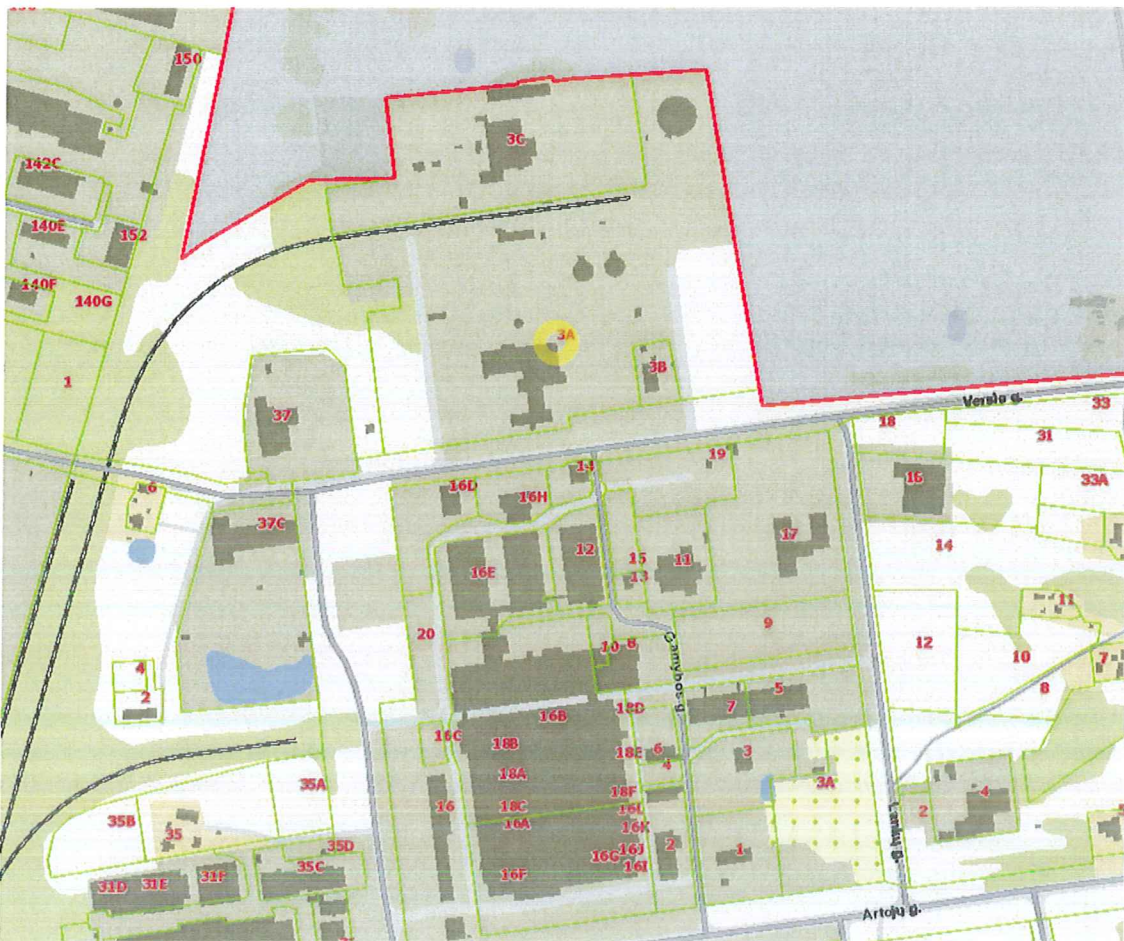 150
3C
142C
140E
152
140F
140G
3A
1
3B
37
Verslo g.
33
18
31
19
14
16D
16H
16
33A
6
37C
17
12
14
15
11
16E
13
11
20
9
10
8
12
10
7
Gamybos g.
4
8
2
5
18D
7
16B
16C
18B
18E
6
3
4
18A
35A
3A
18F
4
16
18C
16L
2
35B
16A
16K
35
Laniuų g.
35D
16J
2
16G
1
35C
16I
31F
16F
31D
31E
Artojų g.